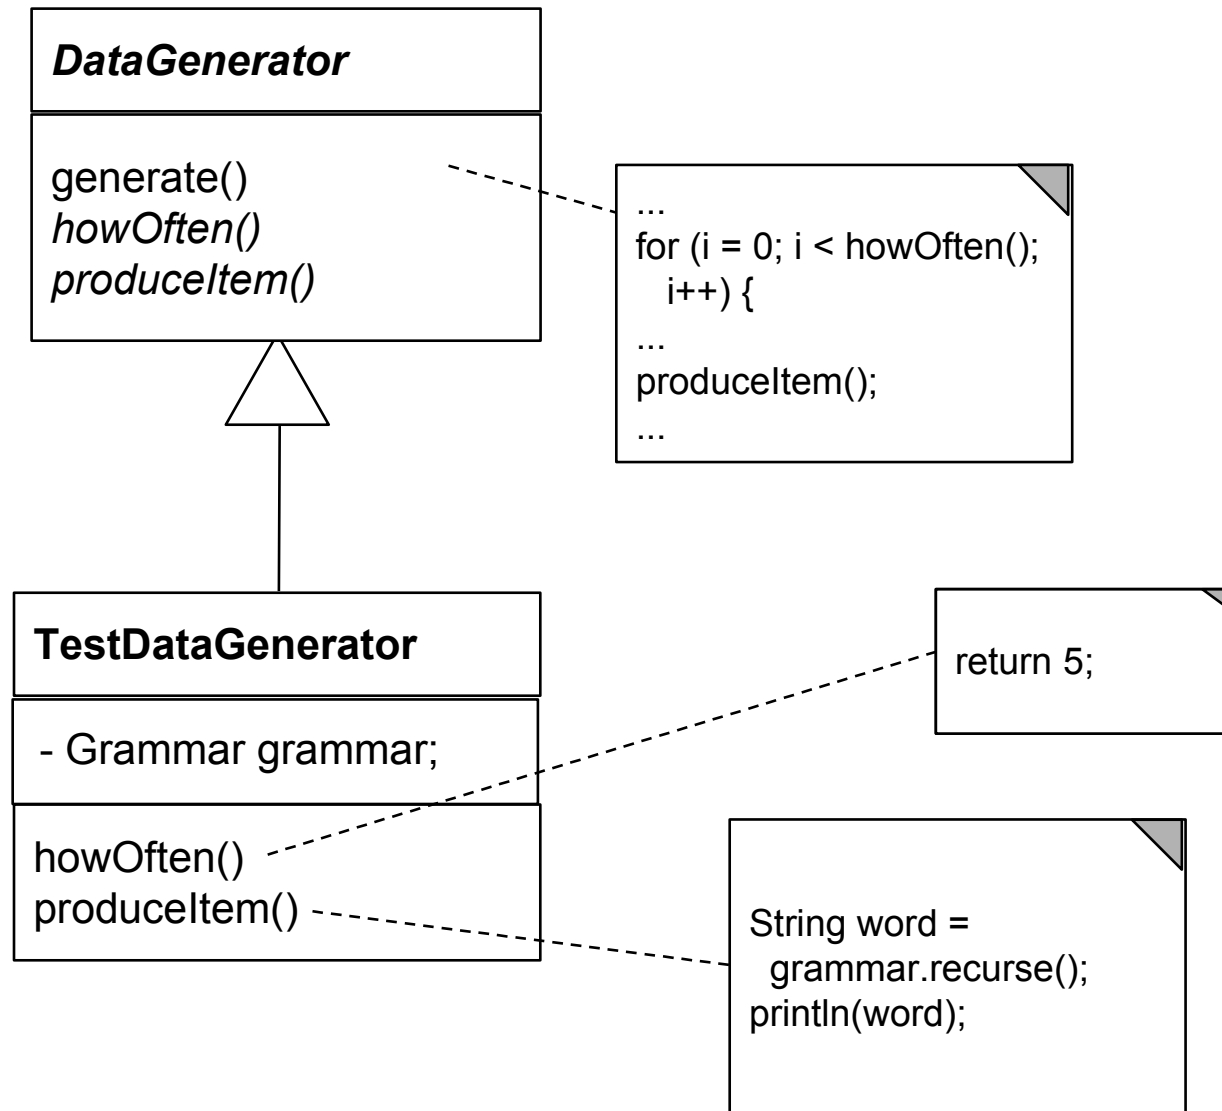 DataGenerator
generate()
howOften()
produceItem()
...
for (i = 0; i < howOften();
i++) {
...
produceItem();
...
TestDataGenerator
- Grammar grammar;
howOften()
produceItem()
return 5;
String word =
grammar.recurse();
println(word);